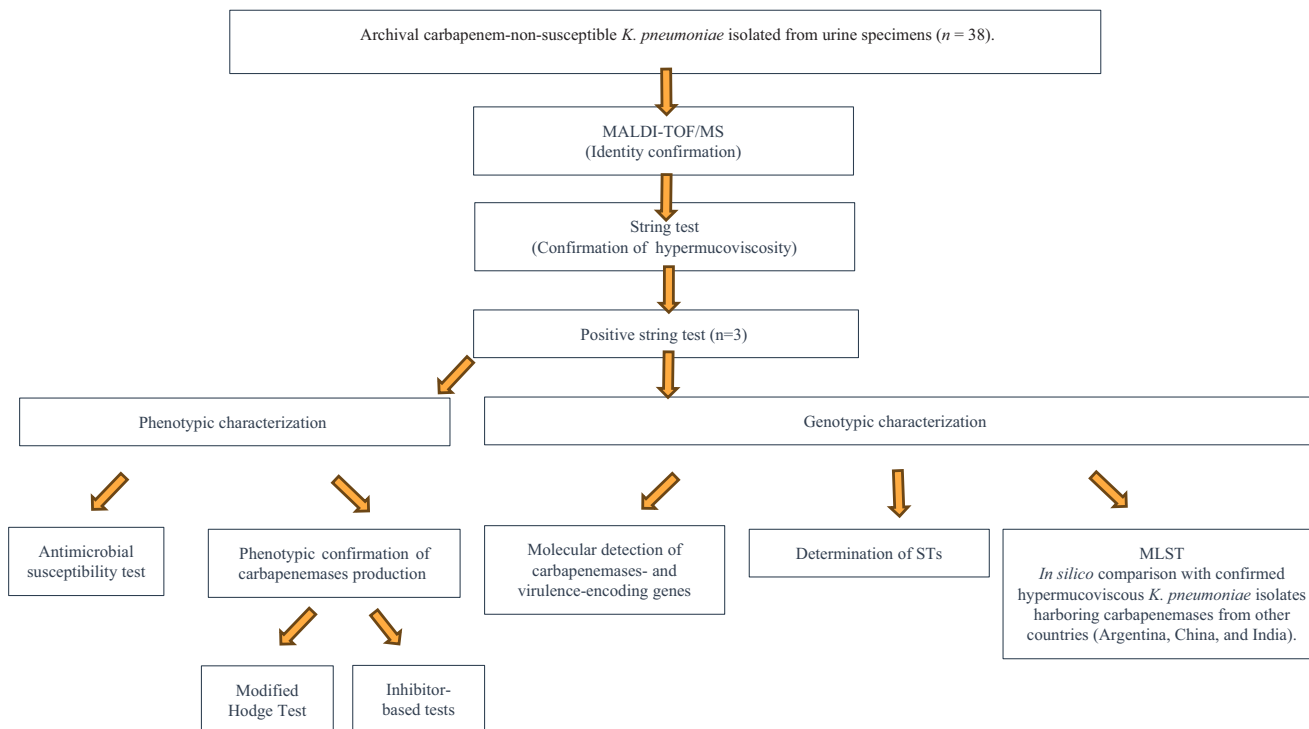 Archival carbapenem-non-susceptible K. pneumoniae isolated from urine specimens (n = 38).
MALDI-TOF/MS
(Identity confirmation)
String test
(Confirmation of hypermucoviscosity)
Positive string test (n=3)
Phenotypic characterization
Genotypic characterization
Antimicrobial
susceptibility test
Phenotypic confirmation of
carbapenemases production
Molecular detection of
carbapenemases- and
virulence-encoding genes
Determination of STs
MLST
In silico comparison with confirmed
hypermucoviscous K. pneumoniae isolates
harboring carbapenemases from other
countries (Argentina, China, and India).
Modified
Hodge Test
Inhibitor-
based tests